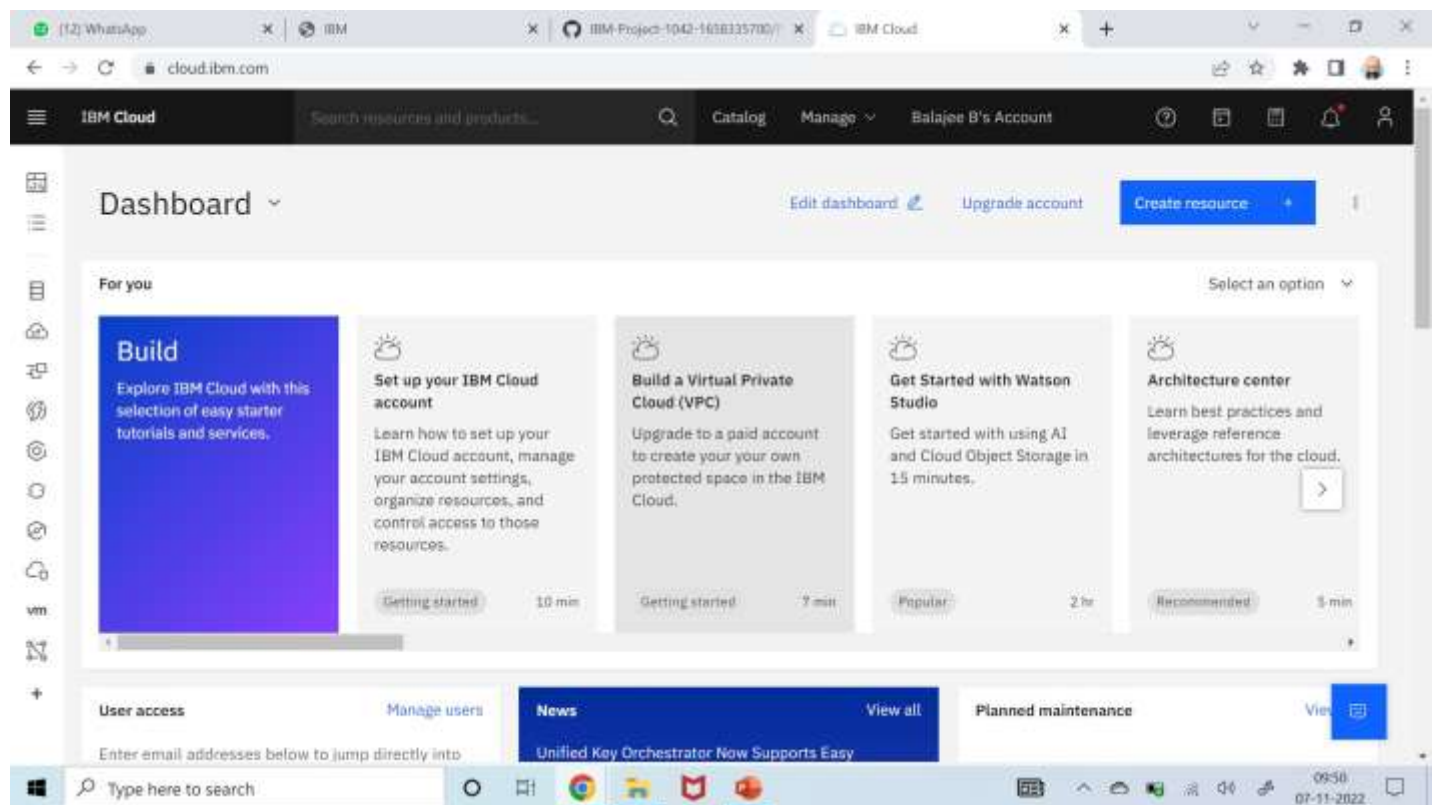 (12) WhatsApp
IBM
IBM-Project-1042-1658335700/
IBM Cloud
cloud.ibm.com
IBM Cloud
Search resources and products...
Catalog
Manage
Balajee B's Account
Dashboard
Edit dashboard
Upgrade account
Create resource +
For you
Select an option
Build
Explore IBM Cloud with this
selection of easy starter
tutorials and services.
Set up your IBM Cloud
account
Learn how to set up your
IBM Cloud account, manage
your account settings,
organize resources, and
control access to those
resources.
Getting started
10 min
Build a Virtual Private
Cloud (VPC)
Upgrade to a paid account
to create your your own
protected space in the IBM
Cloud.
Getting started
7 min
Get Started with Watson
Studio
Get started with using AI
and Cloud Object Storage in
15 minutes.
Popular
2 hr
Architecture center
Learn best practices and
leverage reference
architectures for the cloud.
Recommended
5 min
vm
User access
Manage users
Enter email addresses below to jump directly into
News
View all
Unified Key Orchestrator Now Supports Easy
Planned maintenance
Type here to search
09:50
07-11-2022